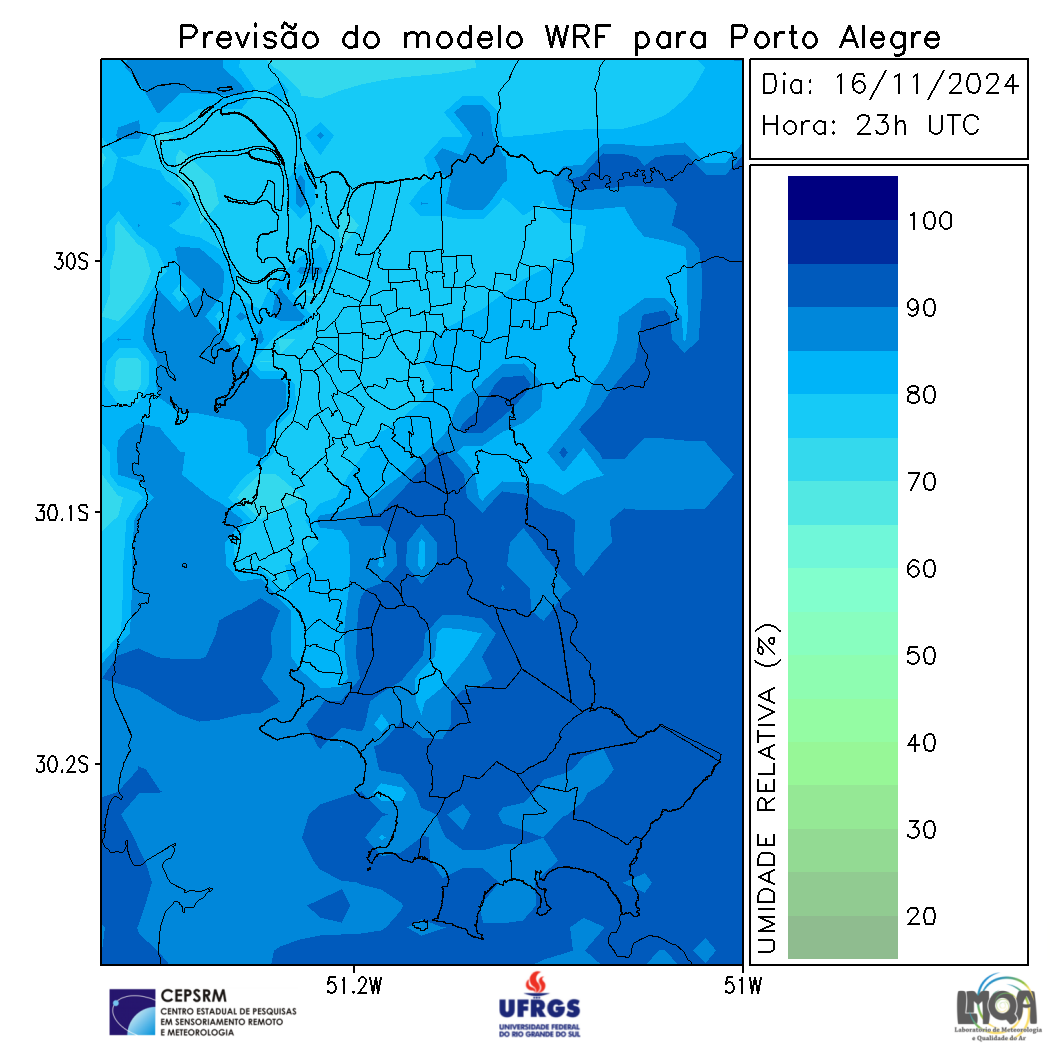 Previsão do modelo WRF para Porto Alegre
Dia: 16/11/2024
Hora: 23h UTC
30S
30.1S
30.2S
51.2W
51W
100
90
80
70
60
50
40
30
20
UMIDADE RELATIVA (%)
CEPSRM
CENTRO ESTADUAL DE PESQUISAS
EM SENSORIAMENTO REMOTO
E METEOROLOGIA
UFRGS
UNIVERSIDADE FEDERAL
DO RIO GRANDE DO SUL
LMQA
Laboratório de Meteorologia
e Qualidade do Ar